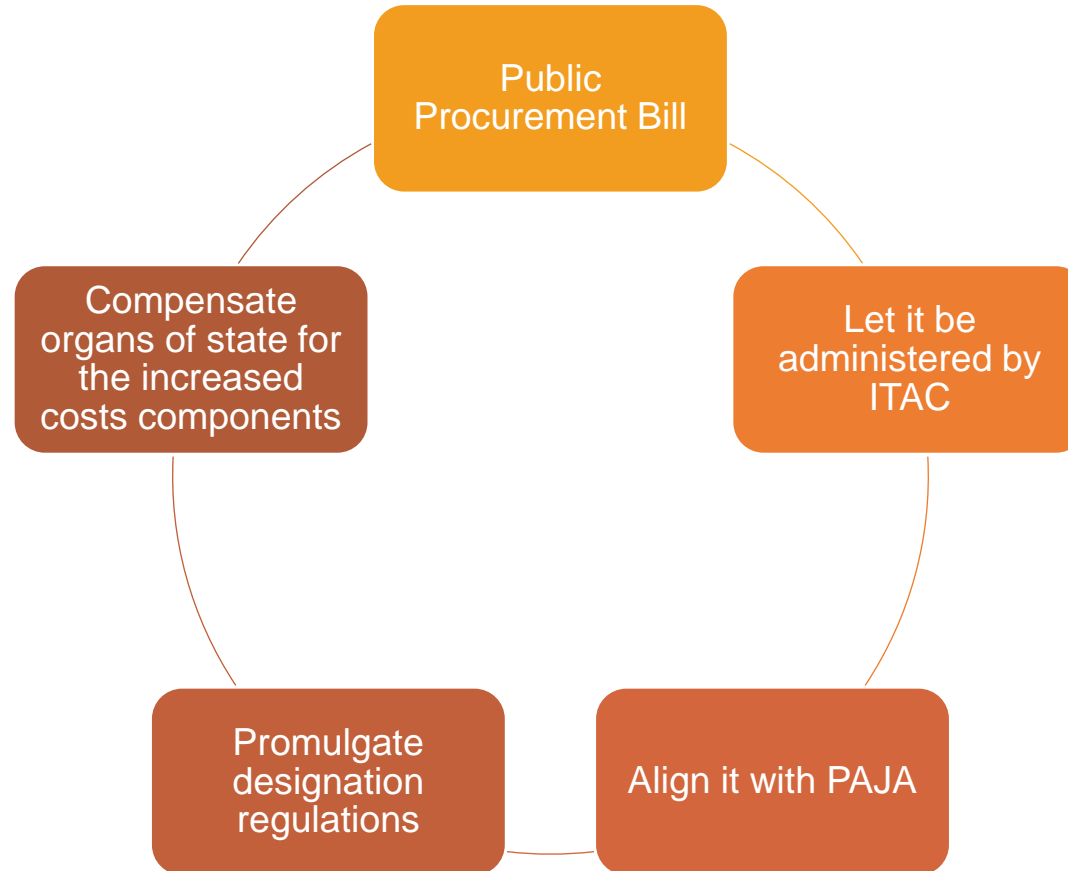 Public
Procurement Bill
Let it be
administered by
ITAC
Align it with PAJA
Promulgate
designation
regulations
Compensate
organs of state for
the increased
costs components